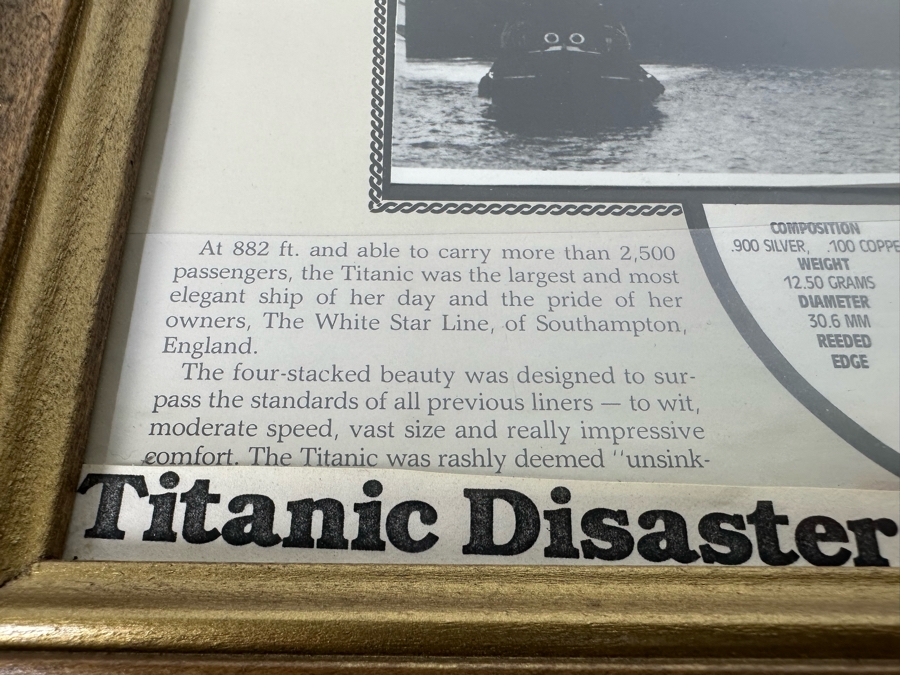 At 882 ft. and able to carry more than 2,500
passengers, the Titanic was the largest and most
elegant ship of her day and the pride of her
owners, The White Star Line, of Southampton,
England.
The four-stacked beauty was designed to sur-
pass the standards of all previous liners — to wit,
moderate speed, vast size and really impressive
comfort. The Titanic was rashly deemed "unsink-
COMPOSITION
.900 SILVER, .100 COPPE
WEIGHT
12.50 GRAMS
DIAMETER
30.6 MM
REEDED
EDGE
Titanic Disaster